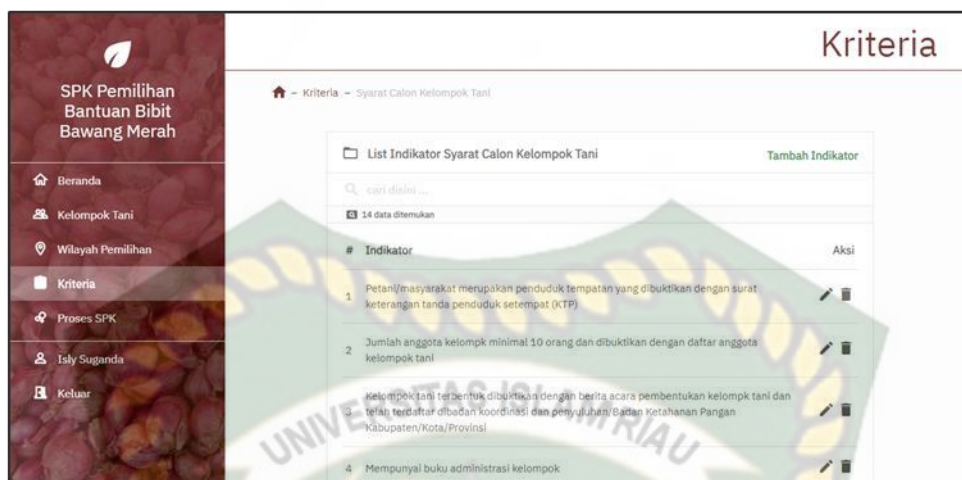 Kriteria
SPK Pemilihan
Bantuan Bibit
Bawang Merah
Beranda
Kelompok Tani
Wilayah Pemilihan
Kriteria
Proses SPK
Isly Suganda
Keluar
– Kriteria – Syarat Calon Kelompok Tani
List Indikator Syarat Calon Kelompok Tani
Tambah Indikator
cari disini ...
14 data ditemukan
# Indikator Aksi
1 Petani/masyarakat merupakan penduduk tempatan yang dibuktikan dengan surat
keterangan tanda penduduk setempat (KTP)
2 Jumlah anggota kelompk minimal 10 orang dan dibuktikan dengan daftar anggota
kelompok tani
3 Kelompok tani terbentuk dibuktikan dengan berita acara pembentukan kelompk tani dan
telah terdaftar dibadan koordinasi dan penyuluhan/Badan Ketahanan Pangan
Kabupaten/Kota/Provinsi
4 Mempunyai buku administrasi kelompok
UNIVERSITAS ISLAM RIAU